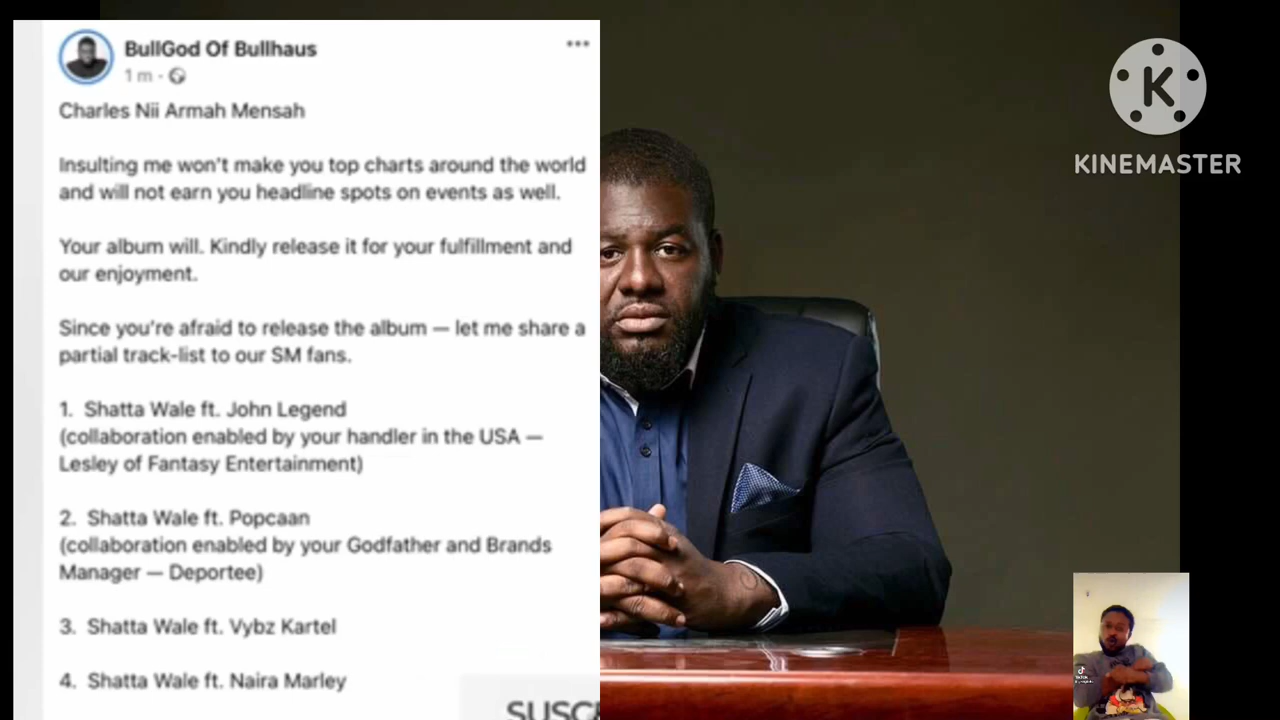 BullGod Of Bullhaus
1 m ·
Charles Nii Armah Mensah
Insulting me won't make you top charts around the world
and will not earn you headline spots on events as well.
Your album will. Kindly release it for your fulfillment and
our enjoyment.
Since you're afraid to release the album — let me share a
partial track-list to our SM fans.
1. Shatta Wale ft. John Legend
(collaboration enabled by your handler in the USA —
Lesley of Fantasy Entertainment)
2. Shatta Wale ft. Popcaan
(collaboration enabled by your Godfather and Brands
Manager — Deportee)
3. Shatta Wale ft. Vybz Kartel
4. Shatta Wale ft. Naira Marley
K
KINEMASTER